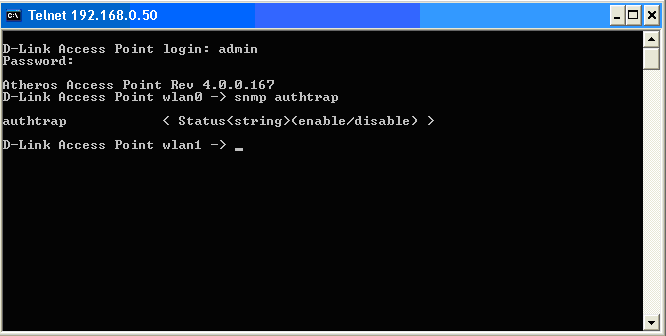 Telnet 192.168.0.50
D-Link Access Point login: admin
Password:
Atheros Access Point Rev 4.0.0.167
D-Link Access Point wlan0 -> snmp authtrap
authtrap < Status<string>(enable/disable) >
D-Link Access Point wlan1 -> _